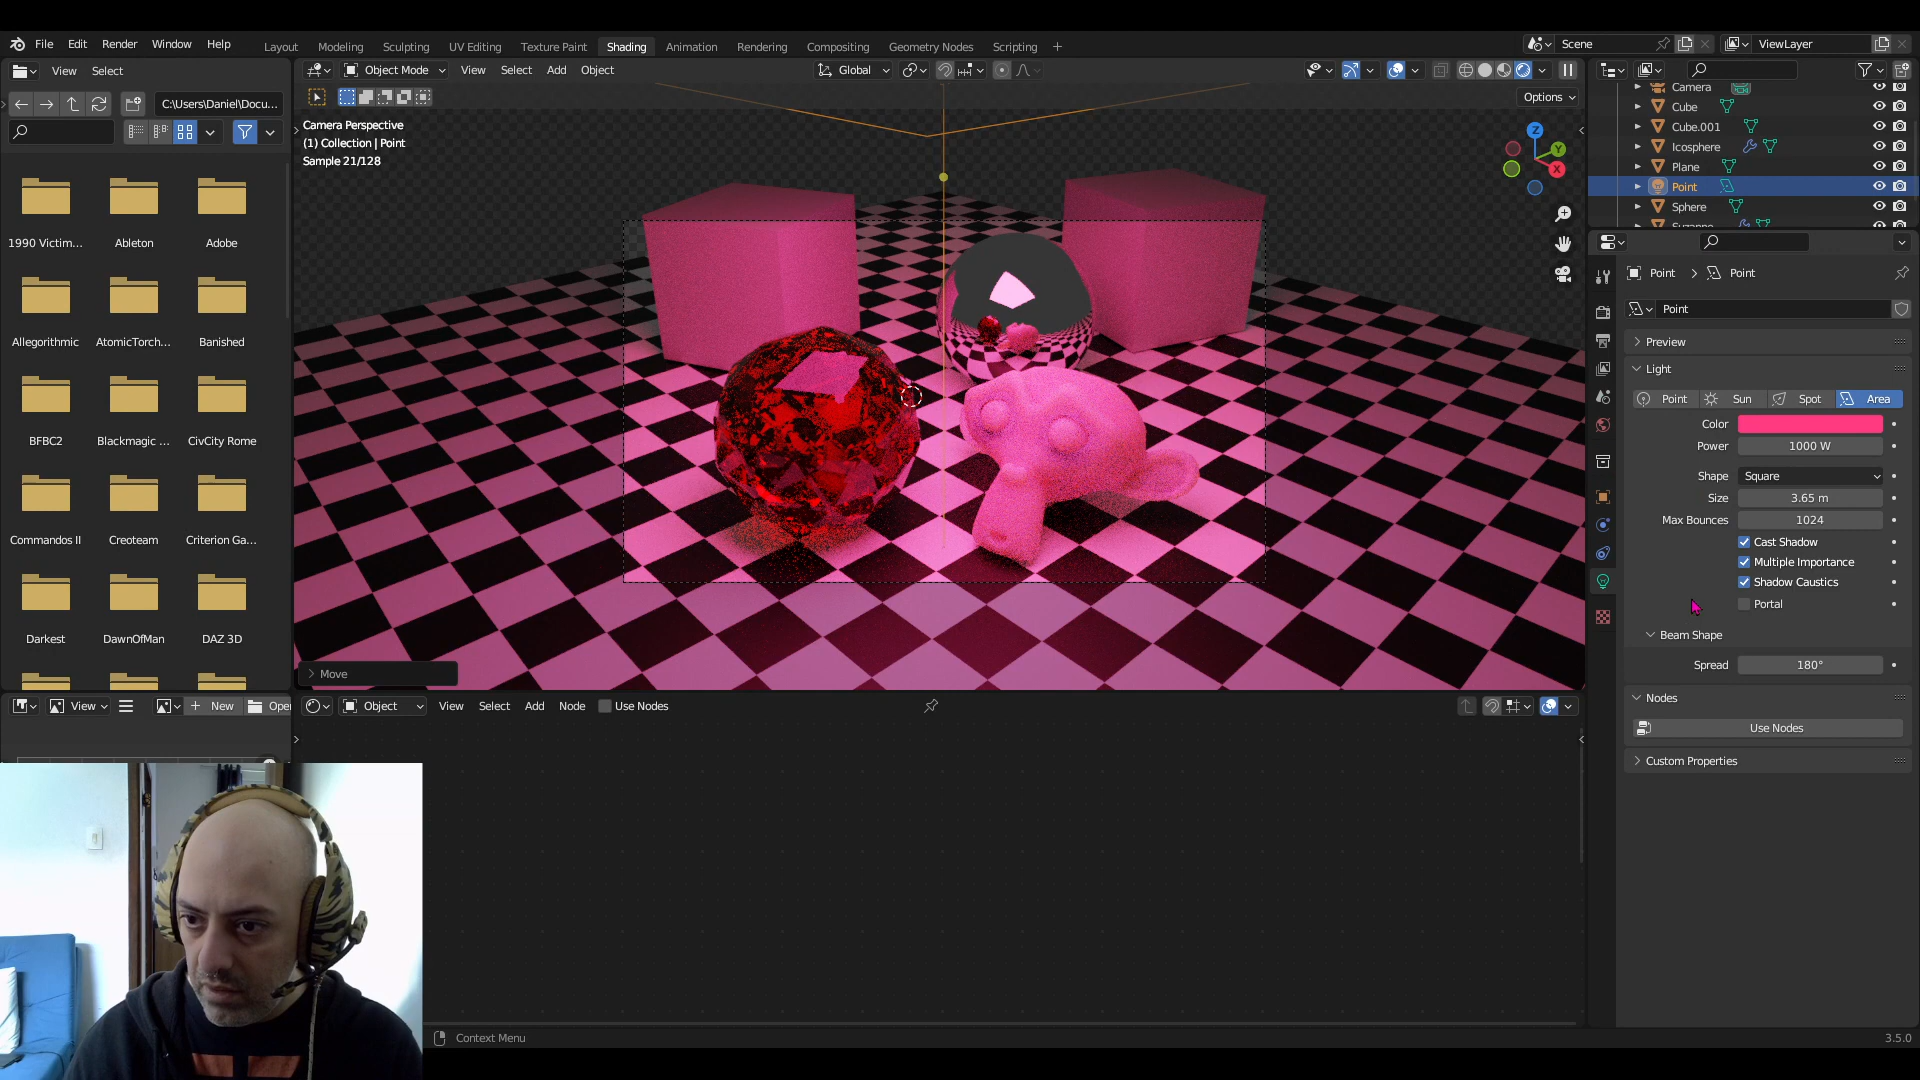 File Edit Render Window Help
Layout Modeling Sculpting UV Editing Texture Paint Shading Animation Rendering Compositing Geometry Nodes Scripting
Scene
ViewLayer
View Select
C:\Users\Daniel\Docu...
1990 Victim... Ableton Adobe
Allegorithmic AtomicTorch... Banished
BFBC2 Blackmagic ... CivCity Rome
Commandos II Creoteam Criterion Ga...
Darkest DawnOfMan DAZ 3D
Object Mode View Select Add Object
Global
Options
Camera Perspective
(1) Collection | Point
Sample 21/128
Z
Y
X
Move
View New Ope
Object View Select Add Node Use Nodes
Camera
Cube
Cube.001
Icosphere
Plane
Point
Sphere
Point > Point
Point
Preview
Light
Point Sun Spot Area
Color
Power 1000 W
Shape Square
Size 3.65 m
Max Bounces 1024
Cast Shadow
Multiple Importance
Shadow Caustics
Portal
Beam Shape
Spread 180°
Nodes
Use Nodes
Custom Properties
Context Menu
3.5.0